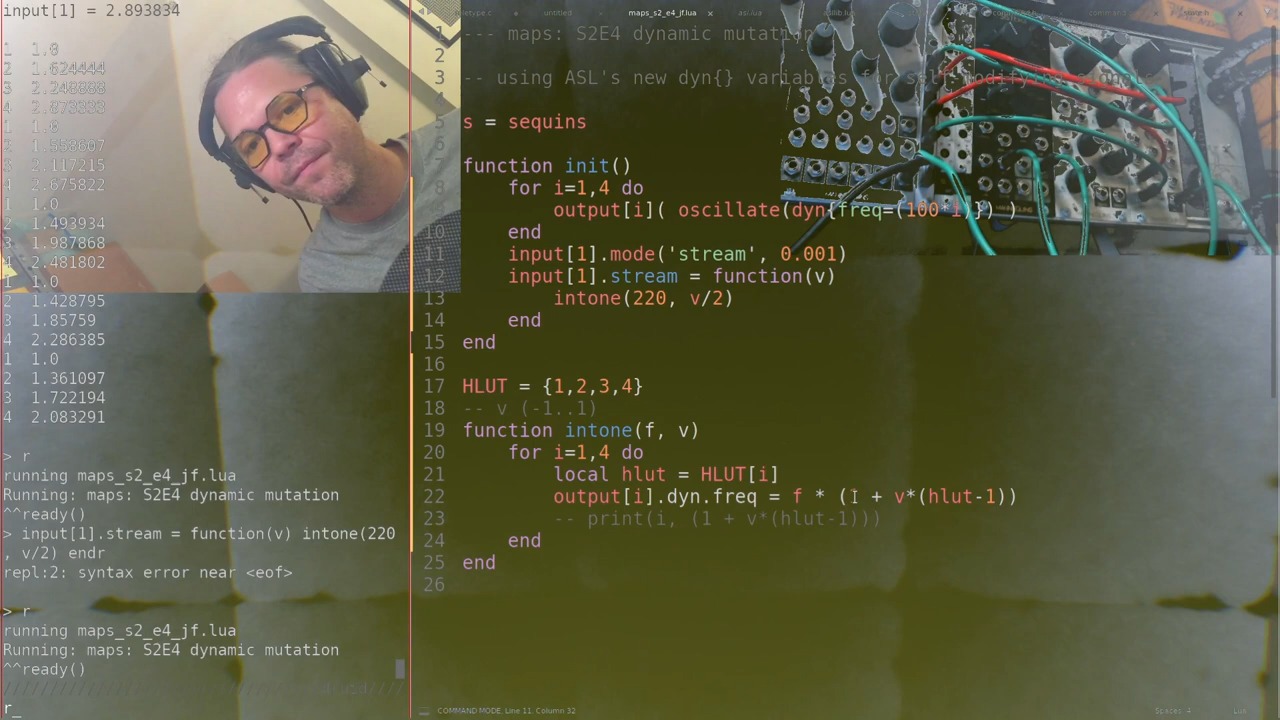 input[1] = 2.893834
1 1.0
2 1.624444
3 2.248888
1 1.0
3 2.117215
4 2.675822
1 1.0
2 1.493934
3 1.987868
4 2.481802
1 1.0
2 1.428795
3 1.85759
4 2.286385
1 1.0
2 1.361097
3 1.722194
4 2.083291
> r
running maps_s2_e4_jf.lua
Running: maps: S2E4 dynamic mutation
^^ready()
> input[1].stream = function(v) intone(220
, v/2) endr
repl:2: syntax error near <eof>
> r
running maps_s2_e4_jf.lua
Running: maps: S2E4 dynamic mutation
^^ready()
r_
untitled
maps_s2_e4_jf.lua
1 --- maps: S2E4 dynamic mutation
2
3 -- using ASL's new dyn{} variables for self-modifying signals
4
5 s = sequins
6
7 function init()
8 for i=1,4 do
9 output[i]( oscillate(dyn{freq=(100*i)}) )
10 end
11 input[1].mode('stream', 0.001)
12 input[1].stream = function(v)
13 intone(220, v/2)
14 end
15 end
16
17 HLUT = {1,2,3,4}
18 -- v (-1..1)
19 function intone(f, v)
20 for i=1,4 do
21 local hlut = HLUT[i]
22 output[i].dyn.freq = f * (1 + v*(hlut-1))
23 -- print(i, (1 + v*(hlut-1)))
24 end
25 end
26
COMMAND MODE, Line 11, Column 32
Spaces: 4
Lua